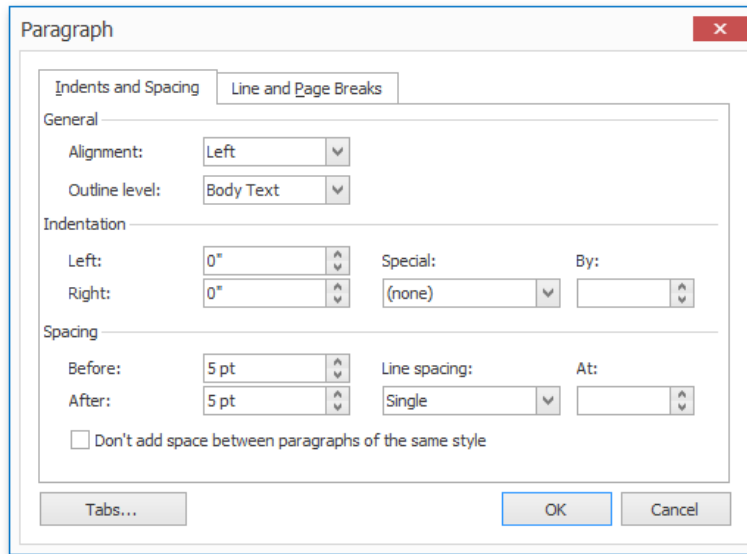 Paragraph
Indents and Spacing Line and Page Breaks
General
Alignment: Left
Outline level: Body Text
Indentation
Left: 0" Special: By:
Right: 0" (none)
Spacing
Before: 5 pt Line spacing: At:
After: 5 pt Single
Don't add space between paragraphs of the same style
Tabs... OK Cancel